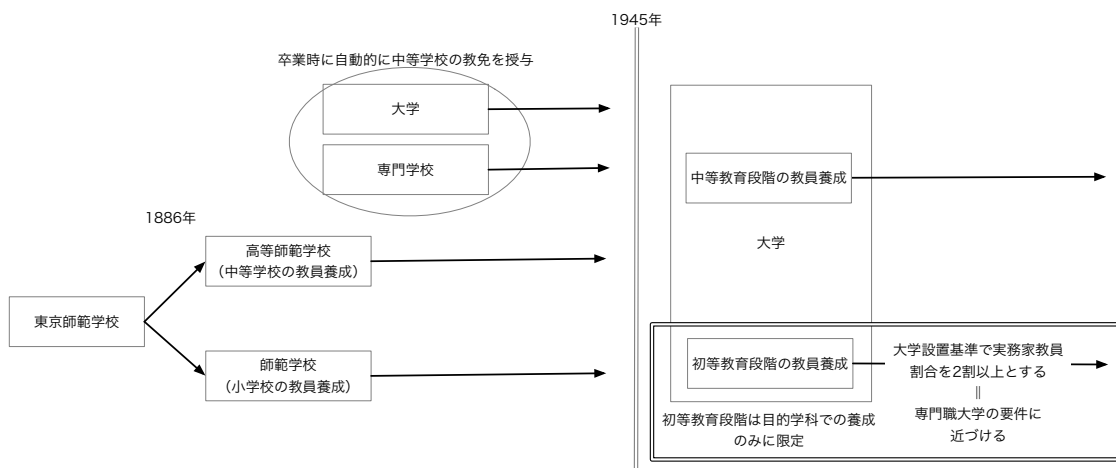 1945年
卒業時に自動的に中等学校の教免を授与
大学
専門学校
1886年
高等師範学校
（中等学校の教員養成）
東京師範学校
師範学校
（小学校の教員養成）
中等教育段階の教員養成
大学
初等教育段階の教員養成
大学設置基準で実務家教員
割合を2割以上とする
||
専門職大学の要件に
近づける
初等教育段階は目的学科での養成
のみに限定